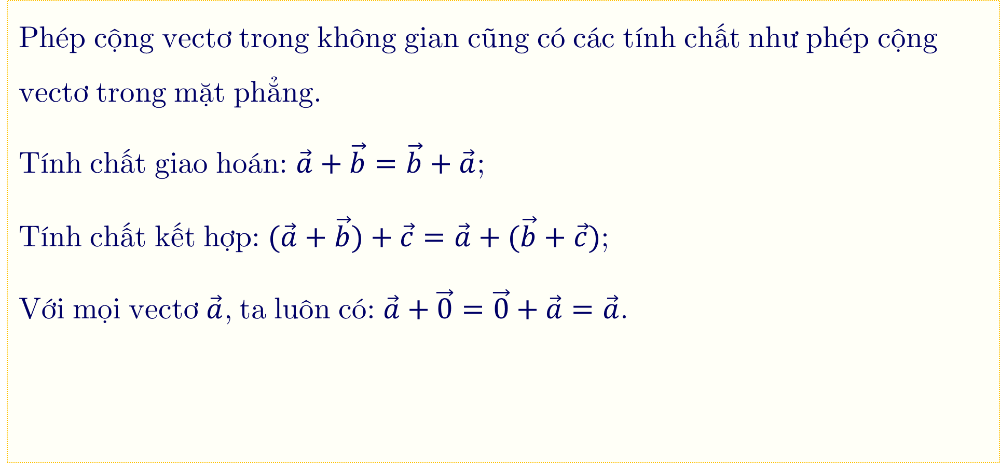 Phép cộng vectơ trong không gian cũng có các tính chất như phép cộng
vectơ trong mặt phẳng.
Tính chất giao hoán: $\vec{a} + \vec{b} = \vec{b} + \vec{a}$;
Tính chất kết hợp: $(\vec{a} + \vec{b}) + \vec{c} = \vec{a} + (\vec{b} + \vec{c})$;
Với mọi vectơ $\vec{a}$, ta luôn có: $\vec{a} + \vec{0} = \vec{0} + \vec{a} = \vec{a}$.